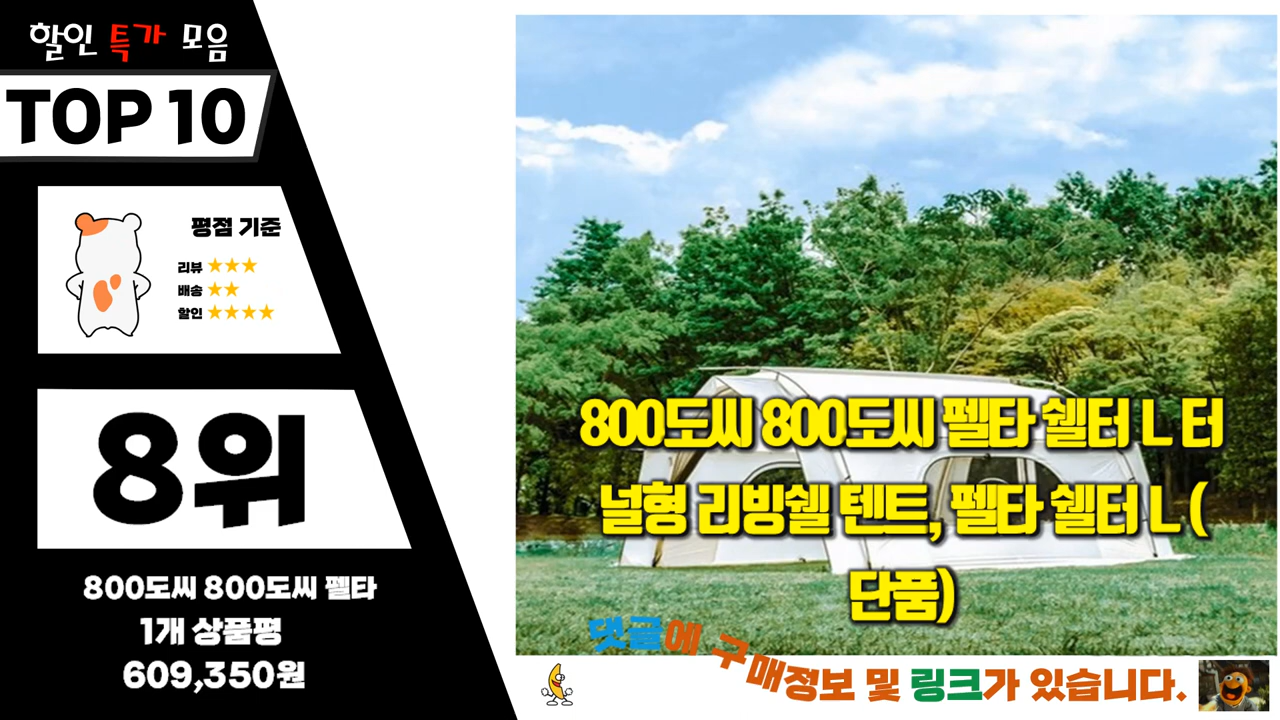 할인 특가 모음
TOP 10
평점 기준
리뷰 ★★★
배송 ★★
할인 ★★★★
8위
800도씨 800도씨 펠타
1개 상품평
609,350원
800도씨 800도씨 펠타 쉘터 L 터
널형 리빙쉘 텐트, 펠타 쉘터 L (
단품)
댓글에 구매정보 및 링크가 있습니다.